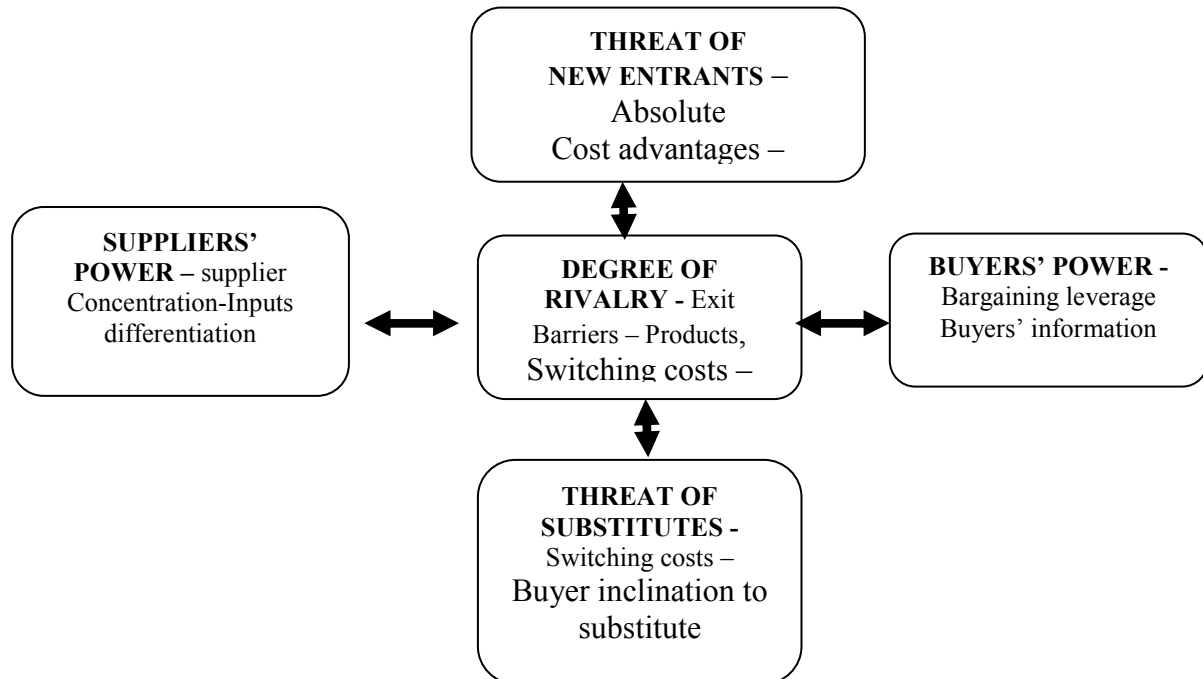 THREAT OF
NEW ENTRANTS –
Absolute
Cost advantages –
SUPPLIERS’
POWER – supplier
Concentration-Inputs
differentiation
DEGREE OF
RIVALRY - Exit
Barriers – Products,
Switching costs –
BUYERS’ POWER -
Bargaining leverage
Buyers’ information
THREAT OF
SUBSTITUTES -
Switching costs –
Buyer inclination to
substitute